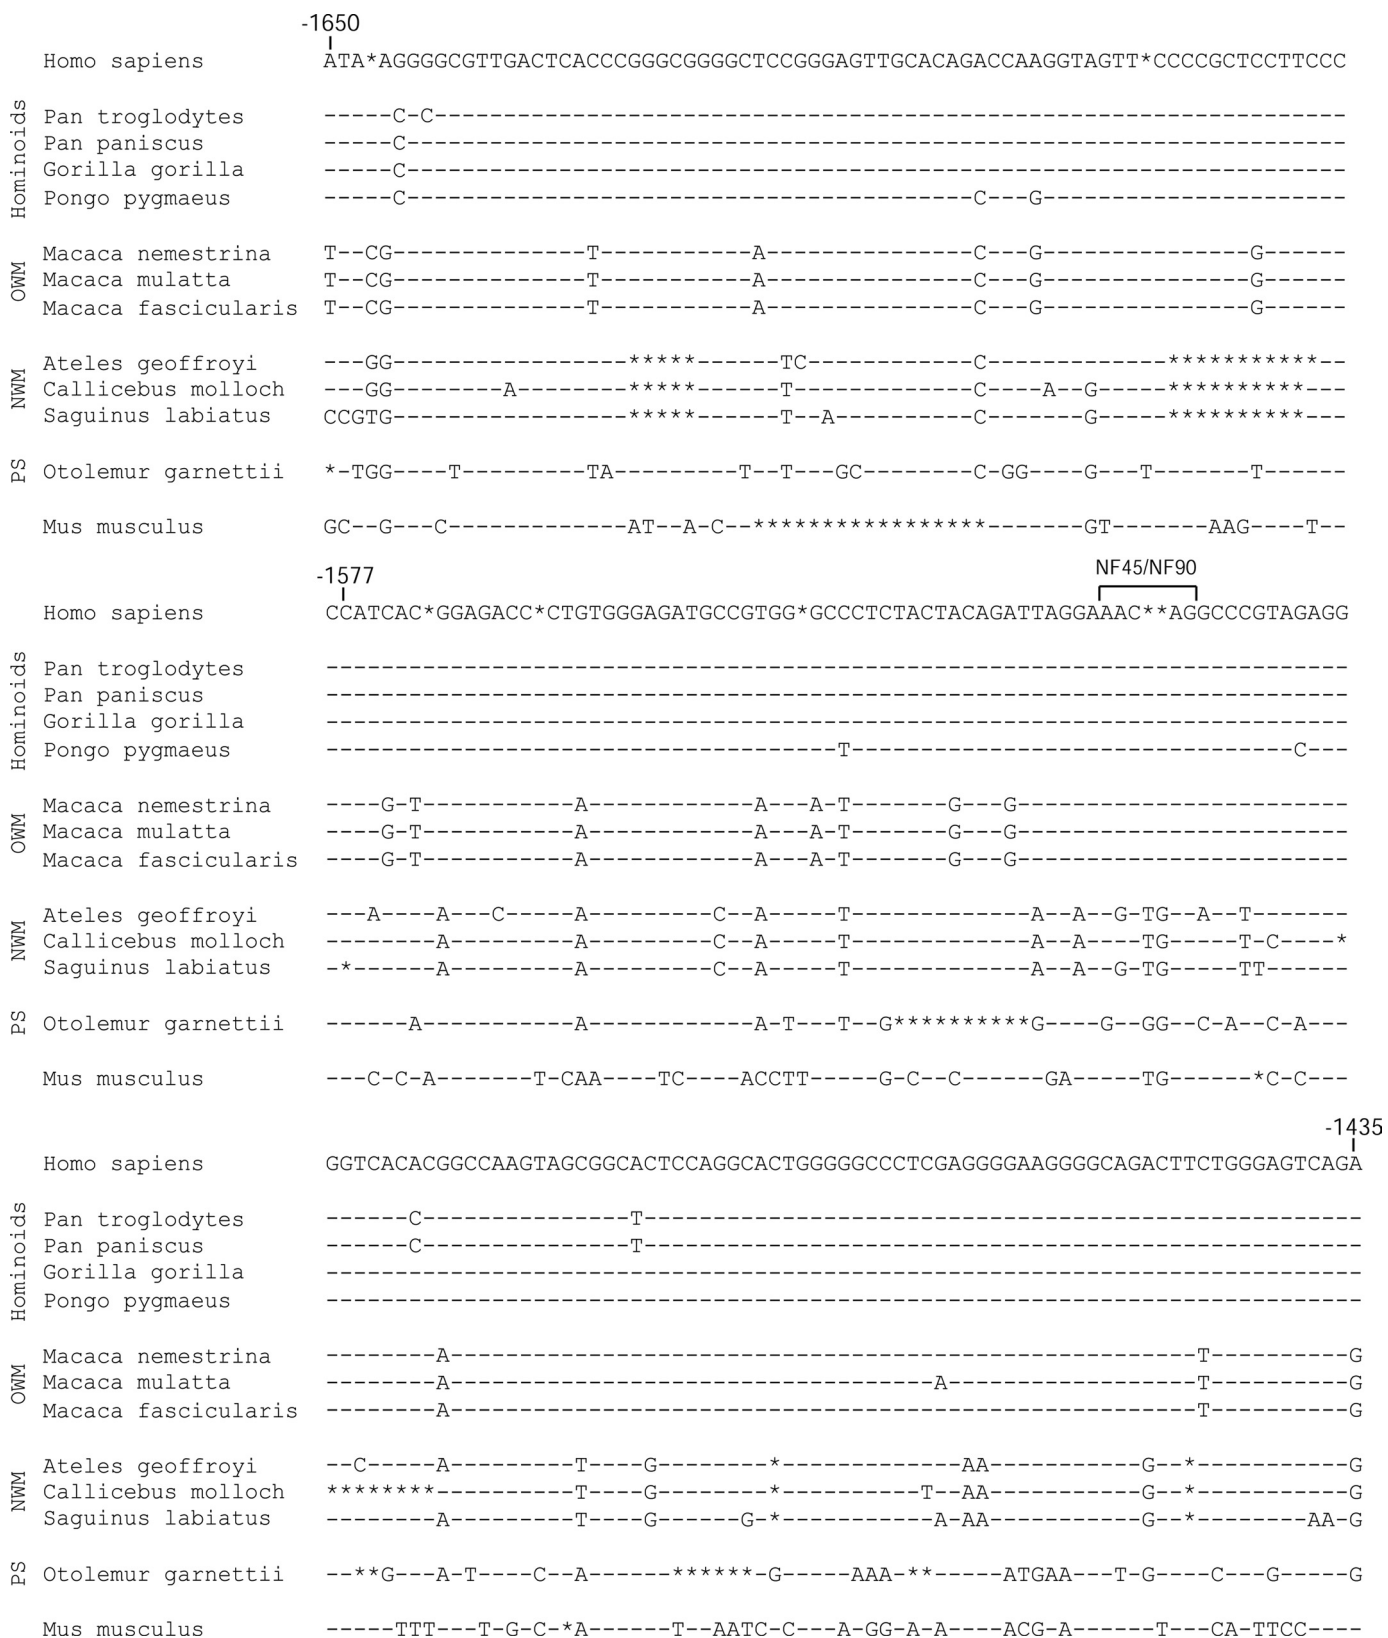 -1650
Homo sapiens ATA*AGGGGCGTTGACTCACCCGGGCGGGGCTCCGGGAGTTGCACAGACCAAGGTAGTT*CCCCGCTCCTTCCC
Hominoids
Pan troglodytes -----C-C------------------------------------------------------------------
Pan paniscus -----C--------------------------------------------------------------------
Gorilla gorilla -----C--------------------------------------------------------------------
Pongo pygmaeus -----C-----------------------------------------C---G----------------------
OWM
Macaca nemestrina T--CG--------------T-----------A---------------C---G---------------G------
Macaca mulatta T--CG--------------T-----------A---------------C---G---------------G------
Macaca fascicularis T--CG--------------T-----------A---------------C---G---------------G------
NWM
Ateles geoffroyi ---GG-----------------*****------TC------------C-------------***********--
Callicebus molloch ---GG--------A--------*****------T-------------C----A--G-----**********---
Saguinus labiatus CCGTG-----------------*****------T--A----------C-------G-----**********---
PS
Otolemur garnettii *-TGG----T---------TA---------T--T---GC--------C-GG----G---T-------T------
Mus musculus GC--G---C-------------AT--A-C--*****************-------GT-------AAG----T--
-1577
NF45/NF90
Homo sapiens CCATCAC*GGAGACC*CTGTGGGAGATGCCGTGG*GCCCTCTACTACAGATTAGGAAAC**AGGCCCGTAGAGG
Hominoids
Pan troglodytes --------------------------------------------------------------------------
Pan paniscus --------------------------------------------------------------------------
Gorilla gorilla --------------------------------------------------------------------------
Pongo pygmaeus -------------------------------------T--------------------------------C---
OWM
Macaca nemestrina ----G-T-----------A------------A---A-T-------G---G------------------------
Macaca mulatta ----G-T-----------A------------A---A-T-------G---G------------------------
Macaca fascicularis ----G-T-----------A------------A---A-T-------G---G------------------------
NWM
Ateles geoffroyi ---A----A---C-----A---------C--A-----T-------------A--A--G-TG--A--T-------
Callicebus molloch --------A---------A---------C--A-----T-------------A--A----TG-----T-C----*
Saguinus labiatus -*------A---------A---------C--A-----T-------------A--A--G-TG-----TT------
PS
Otolemur garnettii ------A-----------A------------A-T---T--G**********G----G--GG--C-A--C-A---
Mus musculus ---C-C-A-------T-CAA----TC----ACCTT-----G-C--C------GA-----TG------*C-C---
-1435
Homo sapiens GGTCACACGGCCAAGTAGCGGCACTCCAGGCACTGGGGGCCCTCGAGGGGAAGGGGCAGACTTCTGGGAGTCAGA
Hominoids
Pan troglodytes ------C---------------T----------------------------------------------------
Pan paniscus ------C---------------T----------------------------------------------------
Gorilla gorilla ---------------------------------------------------------------------------
Pongo pygmaeus ---------------------------------------------------------------------------
OWM
Macaca nemestrina --------A------------------------------------------------------T----------G
Macaca mulatta --------A-----------------------------------A------------------T----------G
Macaca fascicularis --------A------------------------------------------------------T----------G
NWM
Ateles geoffroyi --C-----A---------T----G--------*-------------AA-----------G--*-----------G
Callicebus molloch ********----------T----G--------*----------T--AA-----------G--*-----------G
Saguinus labiatus --------A---------T----G------G-*-----------A-AA-----------G--*--------AA-G
PS
Otolemur garnettii --**G---A-T----C--A------******-G-----AAA-**-----ATGAA---T-G----C---G-----G
Mus musculus -----TTT---T-G-C-*A------T--AATC-C---A-GG-A-A----ACG-A------T---CA-TTCC----